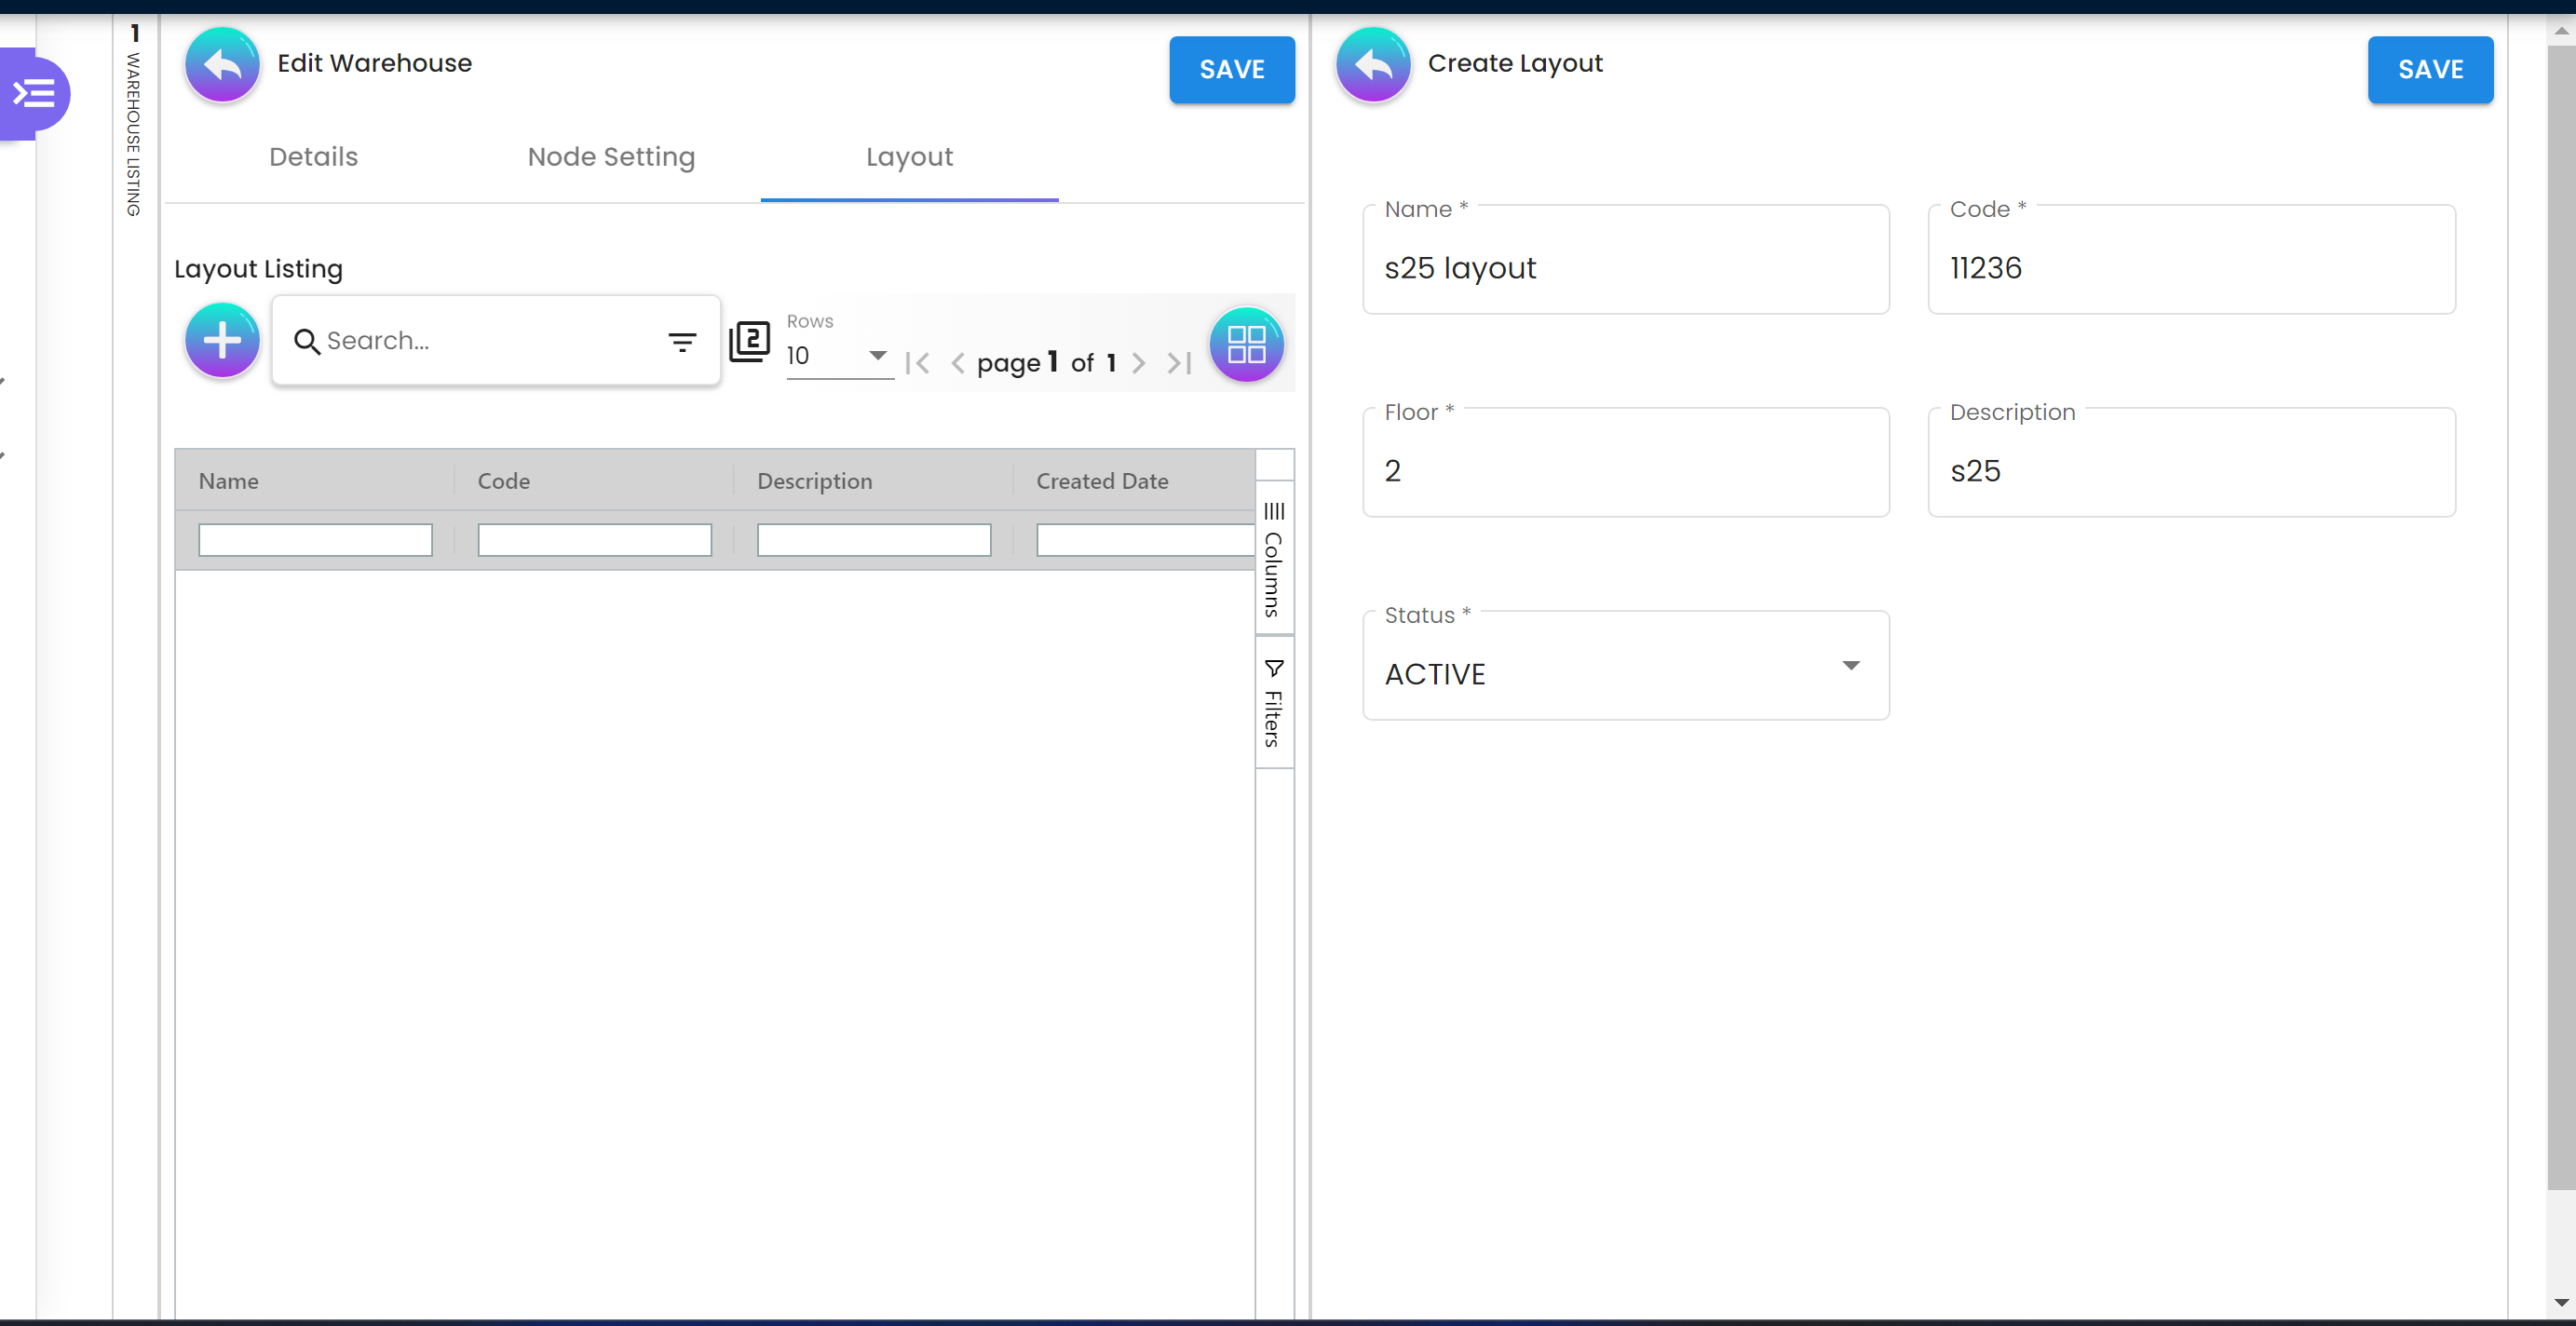 1
WAREHOUSE LISTING
Edit Warehouse
SAVE
Details
Node Setting
Layout
Layout Listing
Search...
2
Rows
10
page 1 of 1
Name
Code
Description
Created Date
Columns
Filters
Create Layout
SAVE
Name *
s25 layout
Code *
11236
Floor *
2
Description
s25
Status *
ACTIVE